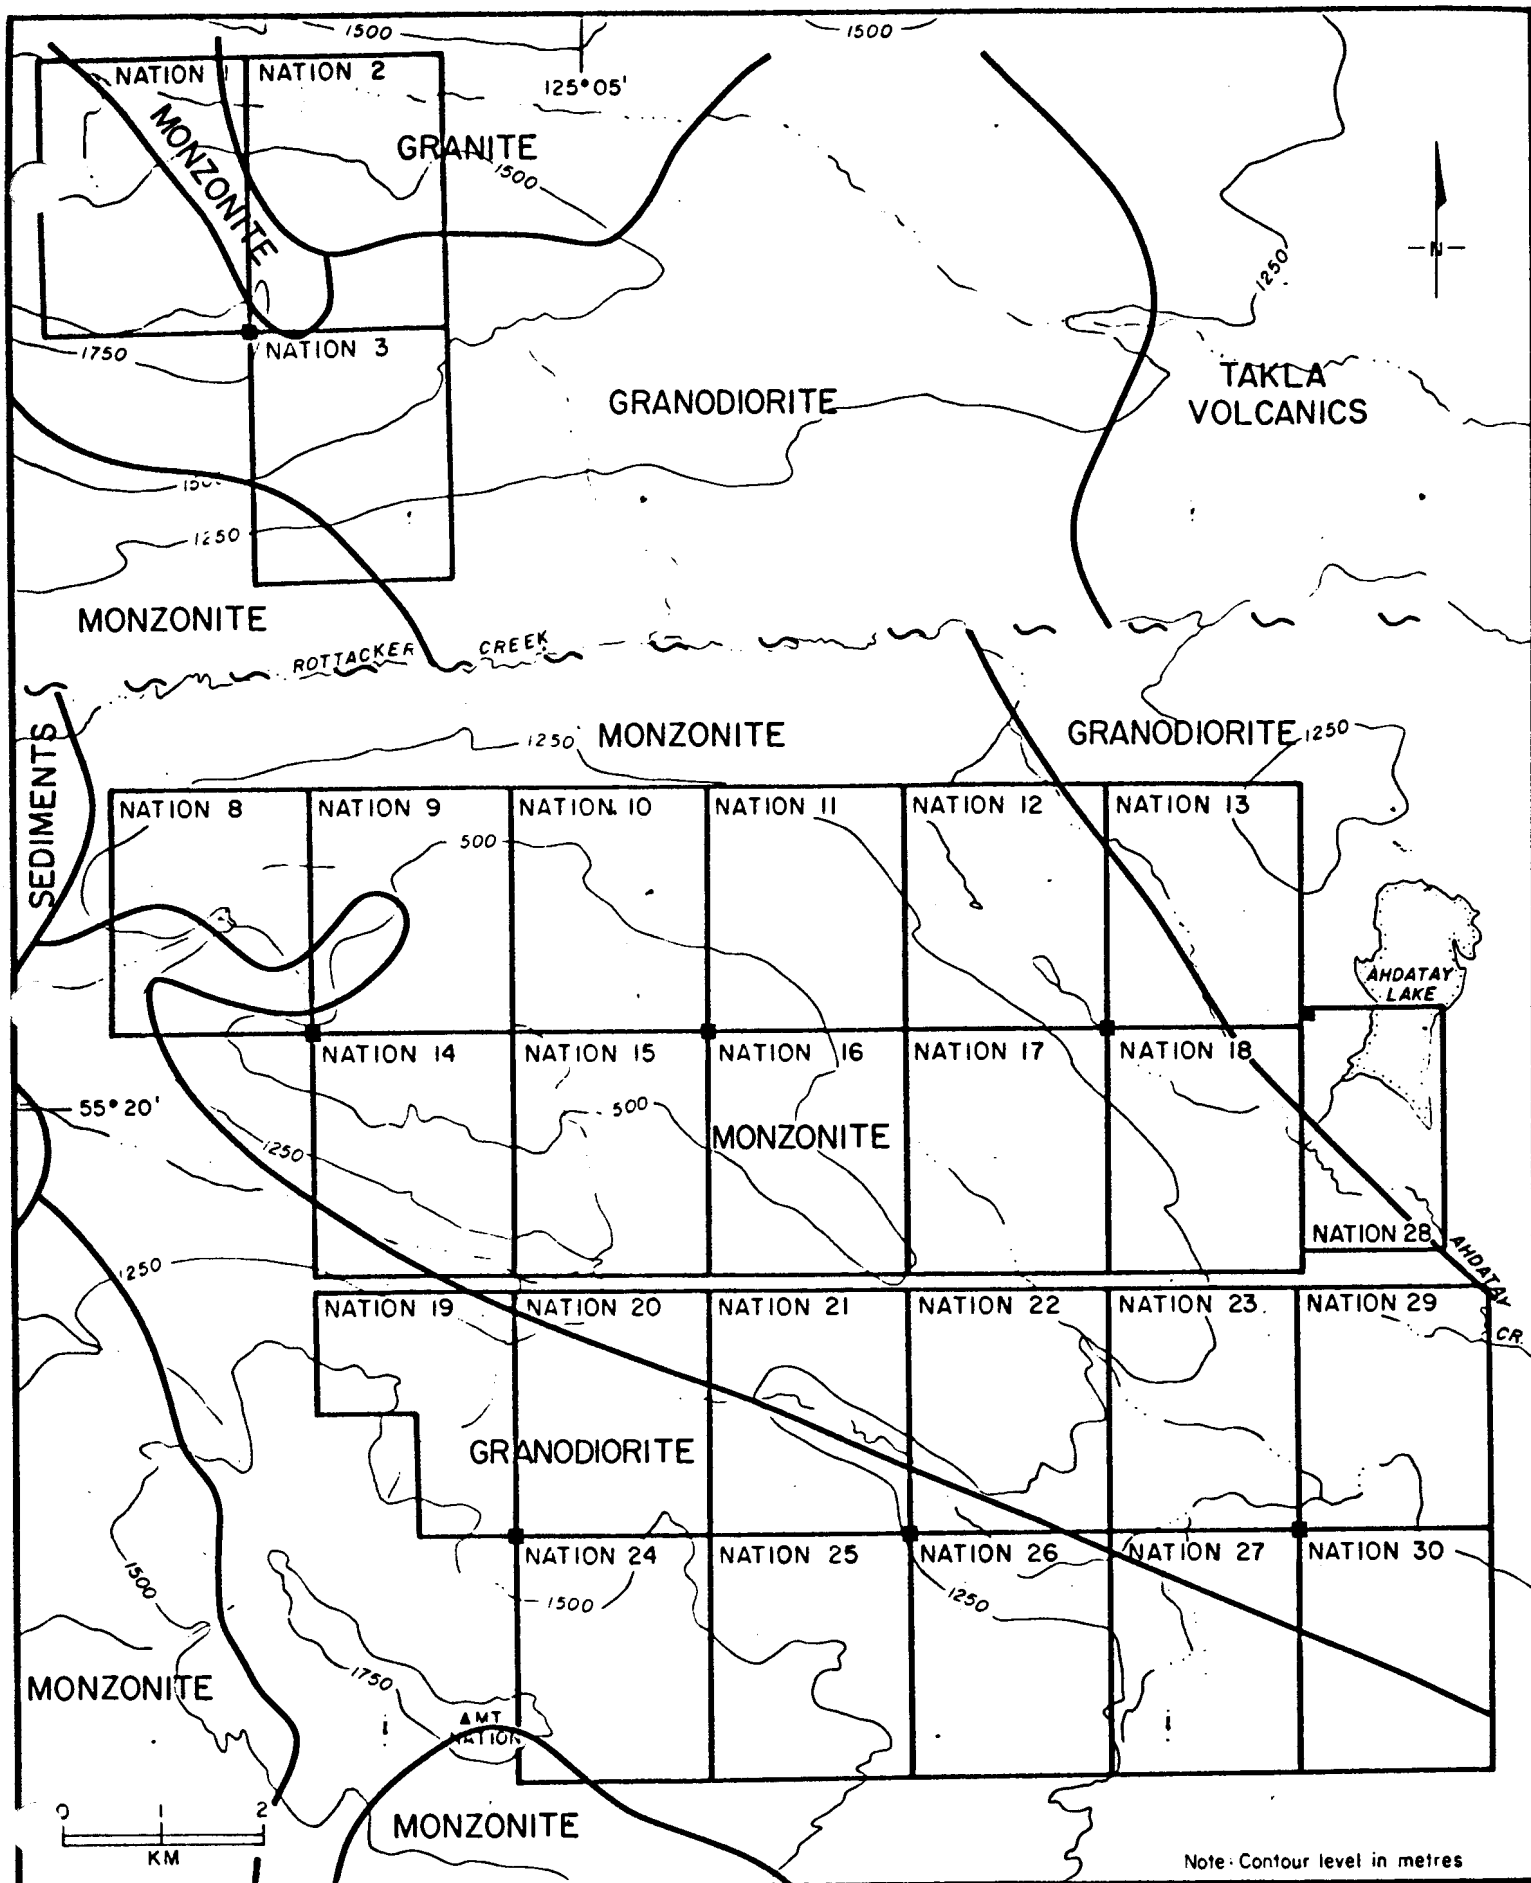 1500
1500
125°05'
NATION 1
NATION 2
MONZONITE
GRANITE
1500
N
1250
1750
NATION 3
GRANODIORITE
TAKLA
VOLCANICS
1250
MONZONITE
ROTTACKER CREEK
SEDIMENTS
1250
MONZONITE
GRANODIORITE
1250
NATION 8
NATION 9
NATION 10
NATION 11
NATION 12
NATION 13
500
AHDATAY
LAKE
NATION 14
NATION 15
NATION 16
NATION 17
NATION 18
55°20'
500
MONZONITE
1250
NATION 28
AHDATAY
CR.
1250
NATION 19
NATION 20
NATION 21
NATION 22
NATION 23
NATION 29
GRANODIORITE
NATION 24
NATION 25
NATION 26
NATION 27
NATION 30
1500
1500
1250
MONZONITE
1750
MT
NATION
0 1 2
KM
MONZONITE
Note: Contour level in metres